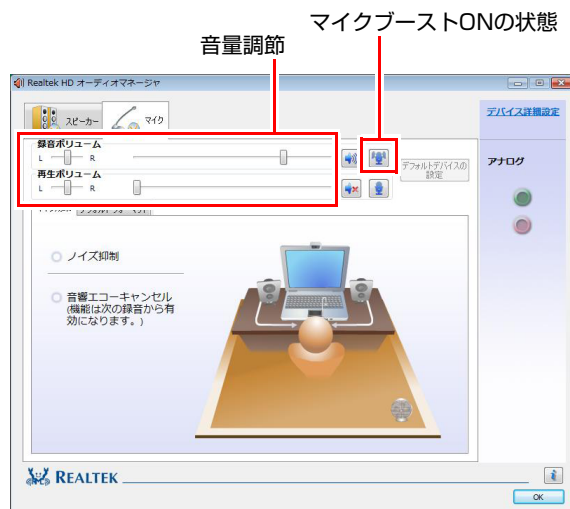 マイクブーストONの状態
音量調節
Realtek HD オーディオマネージャ
スピーカー
マイク
デバイス詳細設定
録音ボリューム
L R
デフォルトデバイスの
設定
アナログ
再生ボリューム
L R
ノイズ抑制
音響エコーキャンセル
(機能は次の録音から有
効になります。)
REALTEK
OK